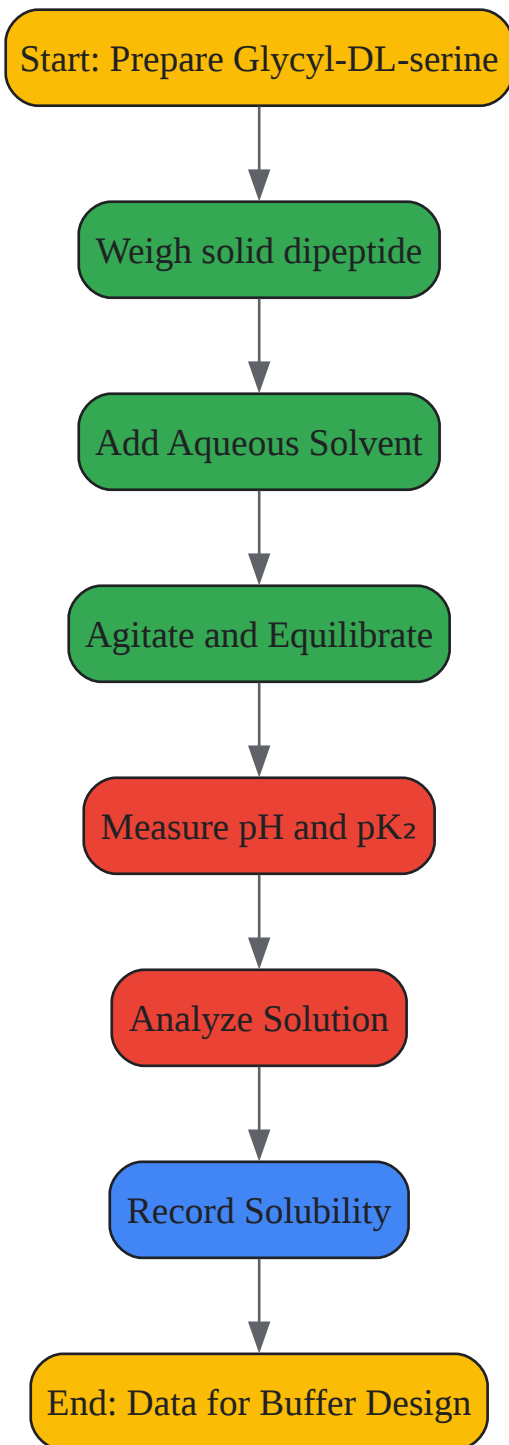 Start: Prepare Glycyl-DL-serine
Weigh solid dipeptide
Add Aqueous Solvent
Agitate and Equilibrate
Measure pH and pK₂
Analyze Solution
Record Solubility
End: Data for Buffer Design